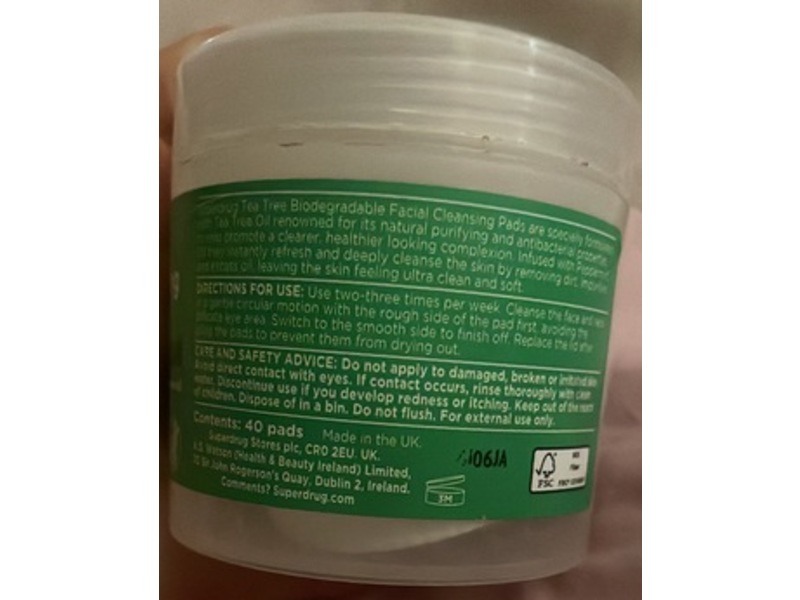 Tea Tree Biodegradable Facial Cleansing Pads are specially
Tea Tree Oil renowned for its natural purifying and antibacterial properties
promote a clearer, healthier looking complexion. Infused with
instantly refresh and deeply cleanse the skin by removing dirt,
oil, leaving the skin feeling ultra clean and soft.
DIRECTIONS FOR USE: Use two-three times per week. Cleanse the face and
gentle circular motion with the rough side of the pad first, avoiding the
eye area. Switch to the smooth side to finish off. Replace the lid after
the pads to prevent them from drying out.
CARE AND SAFETY ADVICE: Do not apply to damaged, broken or irritated skin.
Avoid direct contact with eyes. If contact occurs, rinse thoroughly with clean
water. Discontinue use if you develop redness or itching. Keep out of the reach
of children. Dispose of in a bin. Do not flush. For external use only.
Contents: 40 pads Made in the UK.
Superdrug Stores plc, CR0 2EU. UK.
A.S. Watson (Health & Beauty Ireland) Limited,
Sir John Rogerson's Quay, Dublin 2, Ireland.
Comments? Superdrug.com
106JA
3M
FSC